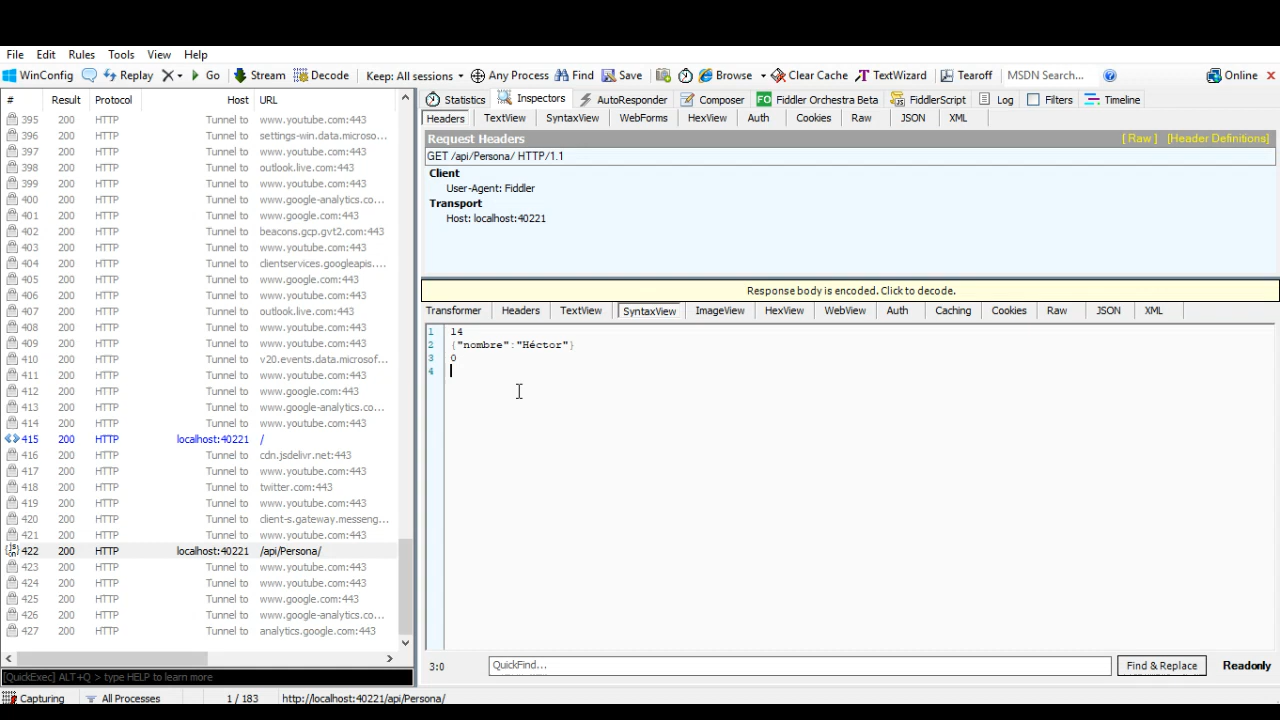 File Edit Rules Tools View Help
WinConfig Replay Go Stream Decode Keep: All sessions Any Process Find Save Browse Clear Cache TextWizard Tearoff MSDN Search... Online
# Result Protocol Host URL
395 200 HTTP Tunnel to www.youtube.com:443
396 200 HTTP Tunnel to settings-win.data.microso...
397 200 HTTP Tunnel to www.youtube.com:443
398 200 HTTP Tunnel to outlook.live.com:443
399 200 HTTP Tunnel to www.youtube.com:443
400 200 HTTP Tunnel to www.google-analytics.co...
401 200 HTTP Tunnel to www.google.com:443
402 200 HTTP Tunnel to beacons.gcp.gvt2.com:443
403 200 HTTP Tunnel to www.youtube.com:443
404 200 HTTP Tunnel to clientservices.googleapis....
405 200 HTTP Tunnel to www.google.com:443
406 200 HTTP Tunnel to www.youtube.com:443
407 200 HTTP Tunnel to outlook.live.com:443
408 200 HTTP Tunnel to www.youtube.com:443
409 200 HTTP Tunnel to www.google-analytics.co...
410 200 HTTP Tunnel to v20.events.data.microsof...
411 200 HTTP Tunnel to www.youtube.com:443
412 200 HTTP Tunnel to www.google.com:443
413 200 HTTP Tunnel to www.google-analytics.co...
414 200 HTTP Tunnel to www.youtube.com:443
415 200 HTTP localhost:40221 /
416 200 HTTP Tunnel to cdn.jsdelivr.net:443
417 200 HTTP Tunnel to www.youtube.com:443
418 200 HTTP Tunnel to twitter.com:443
419 200 HTTP Tunnel to www.youtube.com:443
420 200 HTTP Tunnel to client-s.gateway.messeng...
421 200 HTTP Tunnel to www.youtube.com:443
422 200 HTTP localhost:40221 /api/Persona/
423 200 HTTP Tunnel to www.youtube.com:443
424 200 HTTP Tunnel to www.youtube.com:443
425 200 HTTP Tunnel to www.google.com:443
426 200 HTTP Tunnel to www.google-analytics.co...
427 200 HTTP Tunnel to analytics.google.com:443
[QuickExec] ALT+Q > type HELP to learn more
Statistics Inspectors AutoResponder Composer FO Fiddler Orchestra Beta FiddlerScript Log Filters Timeline
Headers TextView SyntaxView WebForms HexView Auth Cookies Raw JSON XML
Request Headers [ Raw ] [Header Definitions]
GET /api/Persona/ HTTP/1.1
Client
User-Agent: Fiddler
Transport
Host: localhost:40221
Response body is encoded. Click to decode.
Transformer Headers TextView SyntaxView ImageView HexView WebView Auth Caching Cookies Raw JSON XML
1 14
2 {"nombre":"Héctor"}
3 0
4
3:0 QuickFind... Find & Replace Readonly
Capturing All Processes 1 / 183 http://localhost:40221/api/Persona/